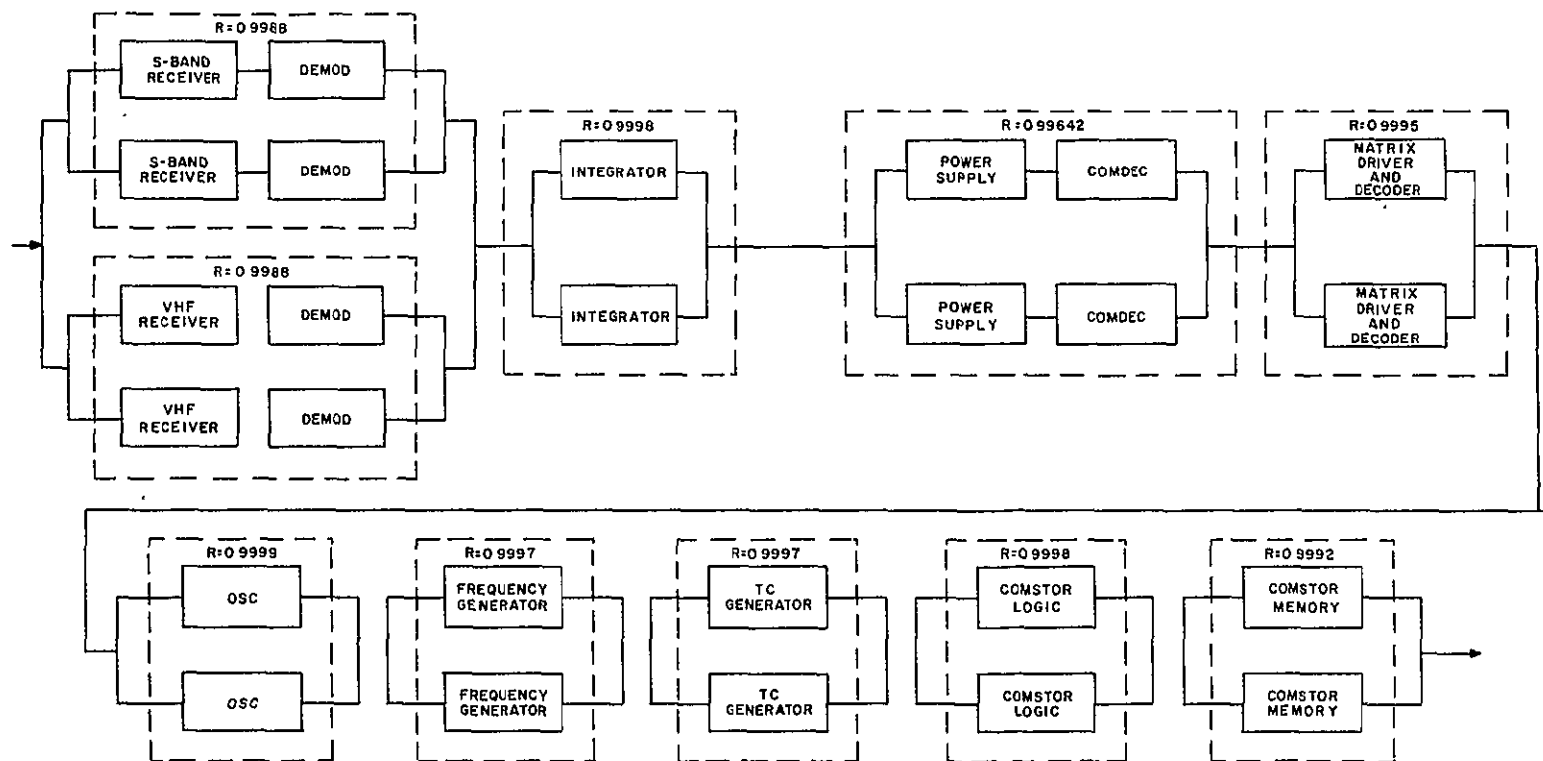 R=0 9988
S-BAND
RECEIVER
DEMOD
S-BAND
RECEIVER
DEMOD
R=0 9988
VHF
RECEIVER
DEMOD
VHF
RECEIVER
DEMOD
R=0 9998
INTEGRATOR
INTEGRATOR
R=0 99642
POWER
SUPPLY
COMDEC
POWER
SUPPLY
COMDEC
R=0 9995
MATRIX
DRIVER
AND
DECODER
MATRIX
DRIVER
AND
DECODER
R=0 9999
OSC
OSC
R=0 9997
FREQUENCY
GENERATOR
FREQUENCY
GENERATOR
R=0 9997
TC
GENERATOR
TC
GENERATOR
R=0 9998
COMSTOR
LOGIC
COMSTOR
LOGIC
R=0 9992
COMSTOR
MEMORY
COMSTOR
MEMORY